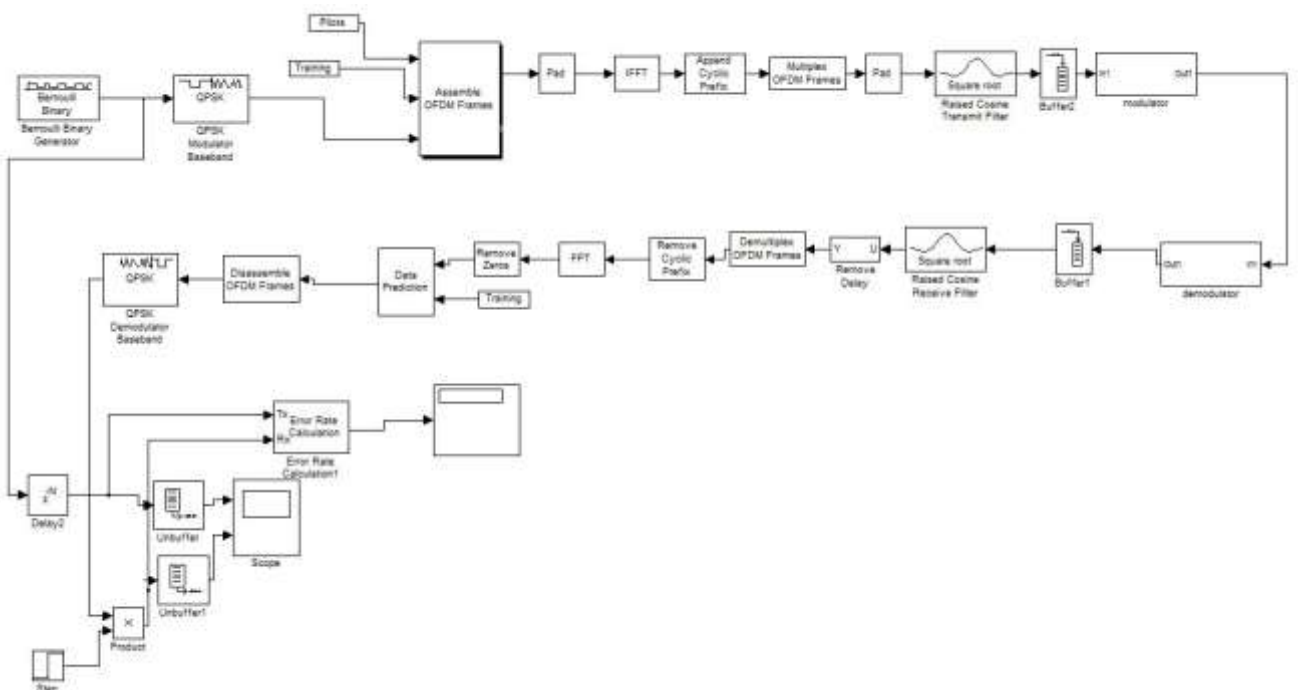 Pilots
Training
Bernoulli
Binary
Bernoulli Binary
Generator
QPSK
QPSK
Modulator
Baseband
Assemble
OFDM Frames
Pad
IFFT
Append
Cyclic
Prefix
Multiplex
OFDM Frames
Pad
Square root
Raised Cosine
Transmit Filter
Buffer2
In1
Out1
modulator
QPSK
QPSK
Demodulator
Baseband
Disassemble
OFDM Frames
Data
Prediction
Remove
Zeros
Training
FFT
Remove
Cyclic
Prefix
Demultiplex
OFDM Frames
Y
U
Remove
Delay
Square root
Raised Cosine
Receive Filter
Buffer1
Out1
In1
demodulator
Tx
Rx
Error Rate
Calculation
Error Rate
Calculation1
z
-N
Delay2
Unbuffer
Scope
Unbuffer1
×
Product
Step